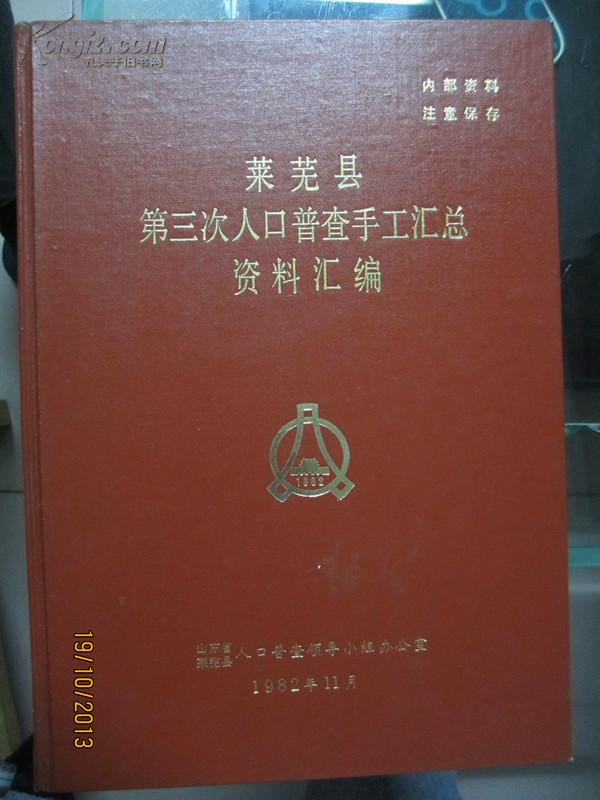 Kongfz.com
孔夫子旧书网
内部资料
注意保存
莱芜县
第三次人口普查手工汇总
资料汇编
1982
山东省
莱芜县 人口普查领导小组办公室
1982年11月
19/10/2013